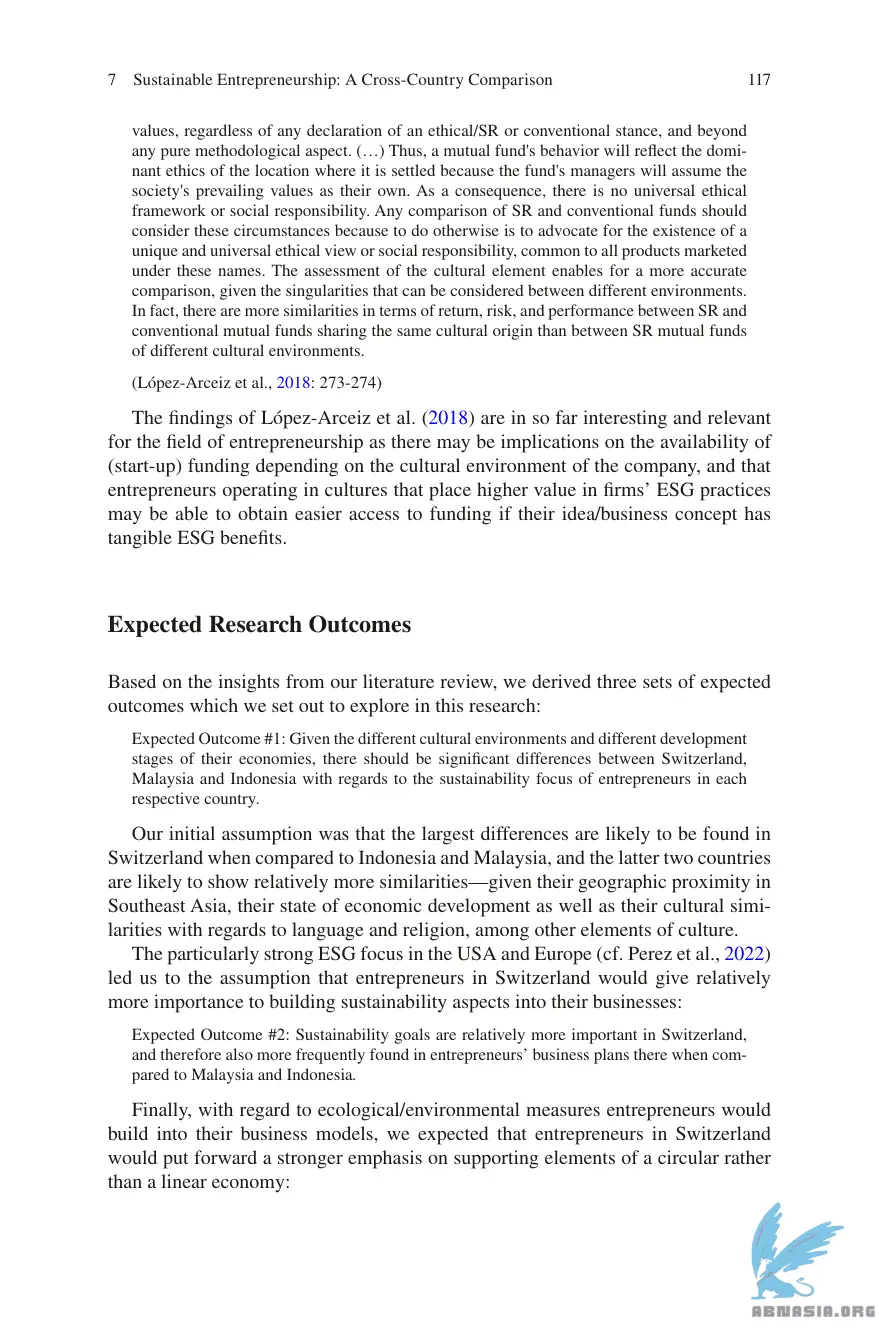 7 Sustainable Entrepreneurship: A Cross-Country Comparison 117
values, regardless of any declaration of an ethical/SR or conventional stance, and beyond
any pure methodological aspect. (…) Thus, a mutual fund's behavior will reflect the domi-
nant ethics of the location where it is settled because the fund's managers will assume the
society's prevailing values as their own. As a consequence, there is no universal ethical
framework or social responsibility. Any comparison of SR and conventional funds should
consider these circumstances because to do otherwise is to advocate for the existence of a
unique and universal ethical view or social responsibility, common to all products marketed
under these names. The assessment of the cultural element enables for a more accurate
comparison, given the singularities that can be considered between different environments.
In fact, there are more similarities in terms of return, risk, and performance between SR and
conventional mutual funds sharing the same cultural origin than between SR mutual funds
of different cultural environments.
(López-Arceiz et al., 2018: 273-274)
The findings of López-Arceiz et al. (2018) are in so far interesting and relevant
for the field of entrepreneurship as there may be implications on the availability of
(start-up) funding depending on the cultural environment of the company, and that
entrepreneurs operating in cultures that place higher value in firms’ ESG practices
may be able to obtain easier access to funding if their idea/business concept has
tangible ESG benefits.
Expected Research Outcomes
Based on the insights from our literature review, we derived three sets of expected
outcomes which we set out to explore in this research:
Expected Outcome #1: Given the different cultural environments and different development
stages of their economies, there should be significant differences between Switzerland,
Malaysia and Indonesia with regards to the sustainability focus of entrepreneurs in each
respective country.
Our initial assumption was that the largest differences are likely to be found in
Switzerland when compared to Indonesia and Malaysia, and the latter two countries
are likely to show relatively more similarities—given their geographic proximity in
Southeast Asia, their state of economic development as well as their cultural simi-
larities with regards to language and religion, among other elements of culture.
The particularly strong ESG focus in the USA and Europe (cf. Perez et al., 2022)
led us to the assumption that entrepreneurs in Switzerland would give relatively
more importance to building sustainability aspects into their businesses:
Expected Outcome #2: Sustainability goals are relatively more important in Switzerland,
and therefore also more frequently found in entrepreneurs’ business plans there when com-
pared to Malaysia and Indonesia.
Finally, with regard to ecological/environmental measures entrepreneurs would
build into their business models, we expected that entrepreneurs in Switzerland
would put forward a stronger emphasis on supporting elements of a circular rather
than a linear economy:
ABNASIA.ORG